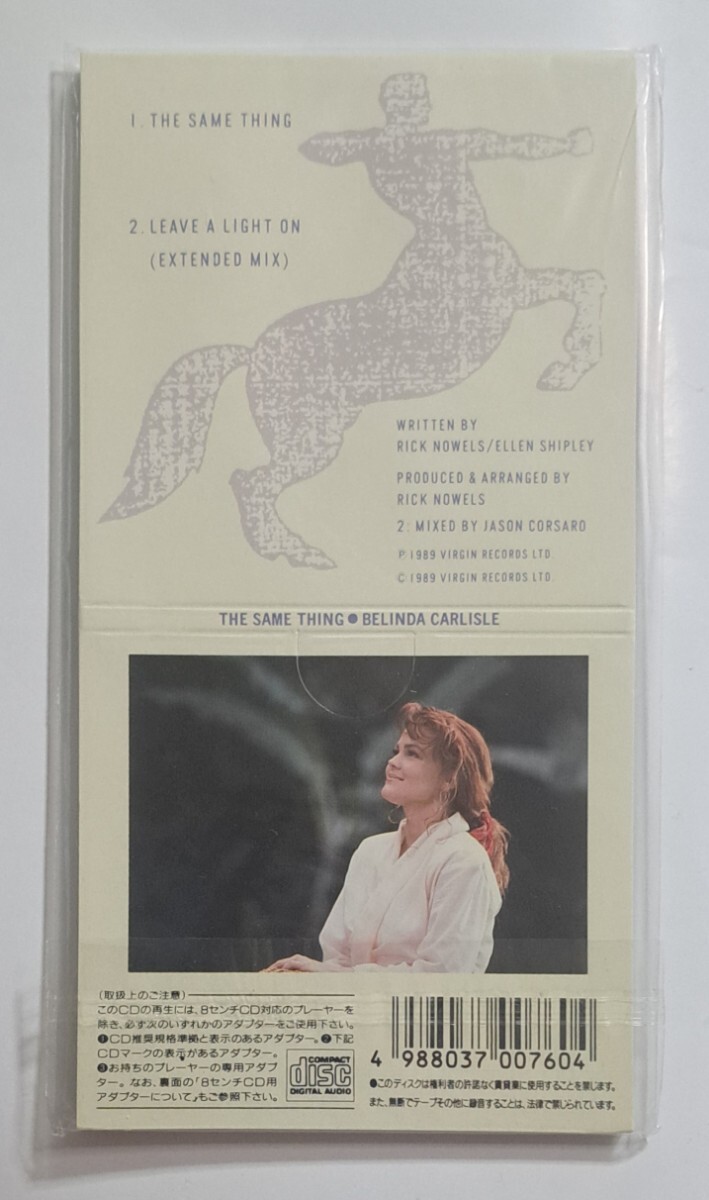 1. THE SAME THING
2. LEAVE A LIGHT ON
(EXTENDED MIX)
WRITTEN BY
RICK NOWELS/ELLEN SHIPLEY
PRODUCED & ARRANGED BY
RICK NOWELS
2: MIXED BY JASON CORSARO
℗ 1989 VIRGIN RECORDS LTD.
© 1989 VIRGIN RECORDS LTD.
THE SAME THING ● BELINDA CARLISLE
(取扱上のご注意)
このCDの再生には、8センチCD対応のプレーヤーを
除き、必ず次のいずれかのアダプターをご使用下さい。
❶CD推奨規格準拠と表示のあるアダプター。❷下記
CDマークの表示があるアダプター。
❸お持ちのプレーヤーの専用アダプ
ター。なお、裏面の「8センチCD用
アダプターについて」もご参照下さい。
COMPACT
disc
DIGITAL AUDIO
4 988037 007604
●このディスクは権利者の許諾なく賃貸業に使用することを禁じます。
また、無断でテープその他に録音することは、法律で禁じられています。